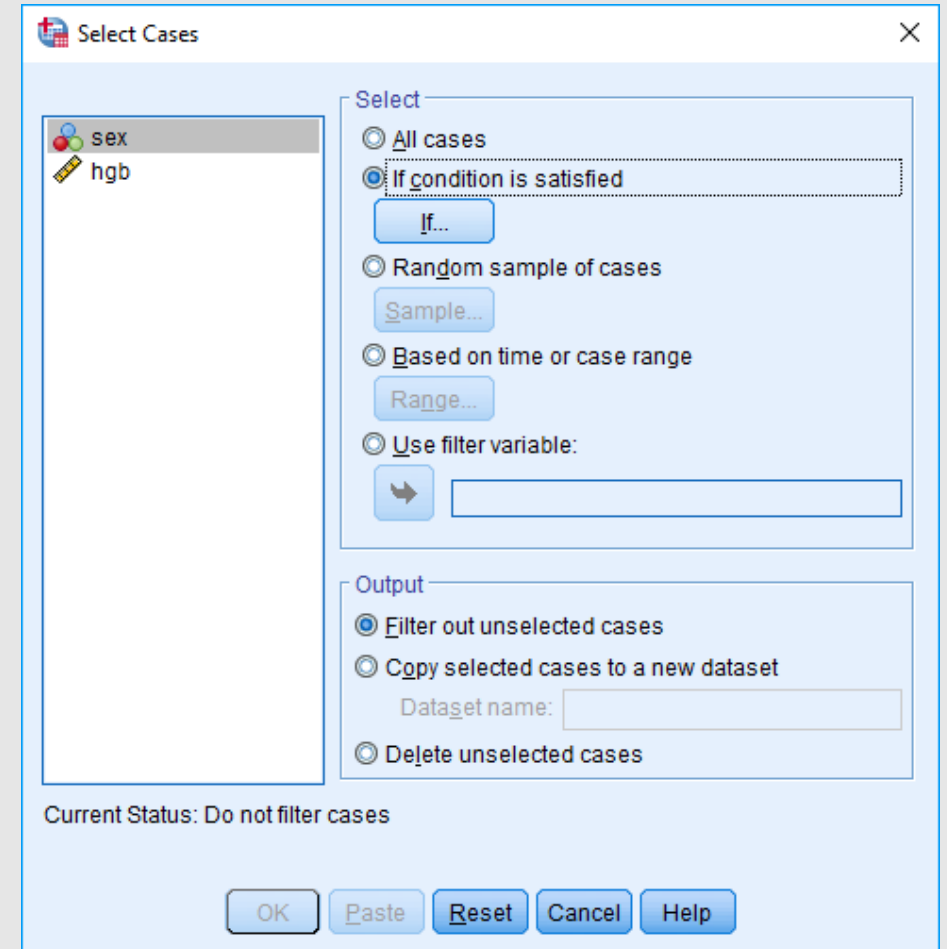 Select Cases
sex
hgb
Select
All cases
If condition is satisfied
If...
Random sample of cases
Sample...
Based on time or case range
Range...
Use filter variable:
Output
Filter out unselected cases
Copy selected cases to a new dataset
Dataset name:
Delete unselected cases
Current Status: Do not filter cases
OK Paste Reset Cancel Help